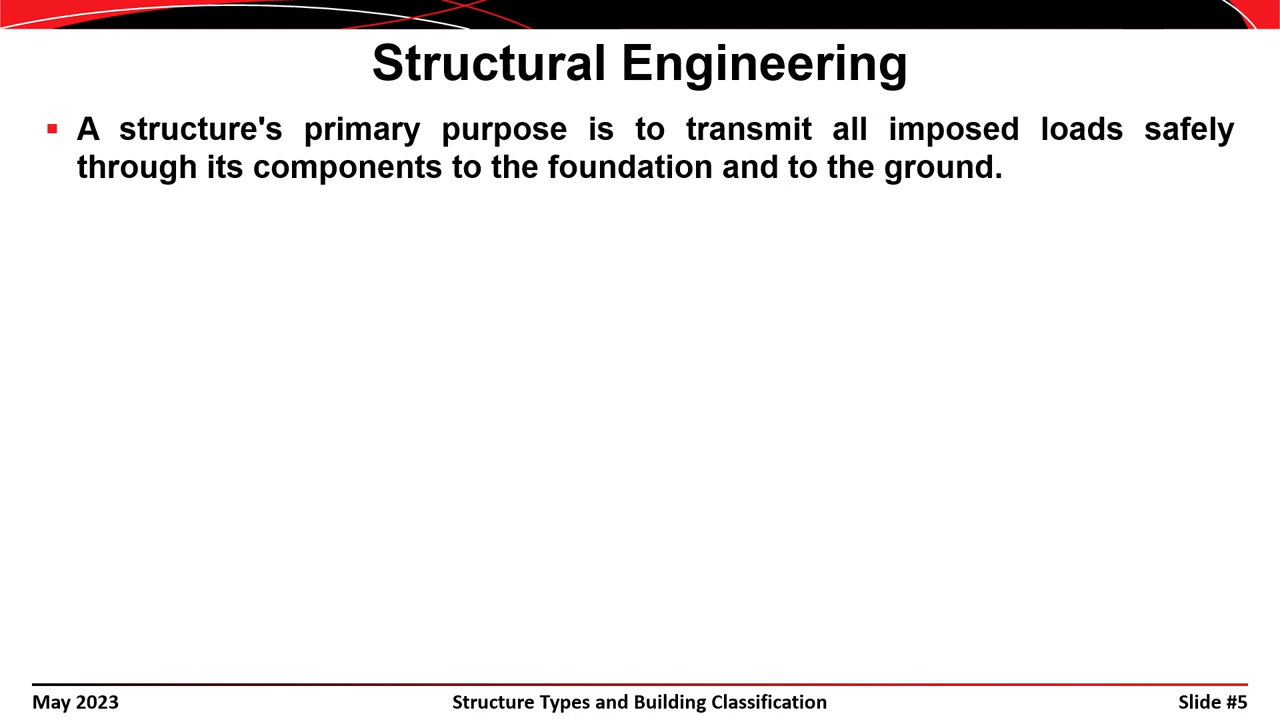 Structural Engineering
▪ A structure's primary purpose is to transmit all imposed loads safely
through its components to the foundation and to the ground.
May 2023
Structure Types and Building Classification
Slide #5